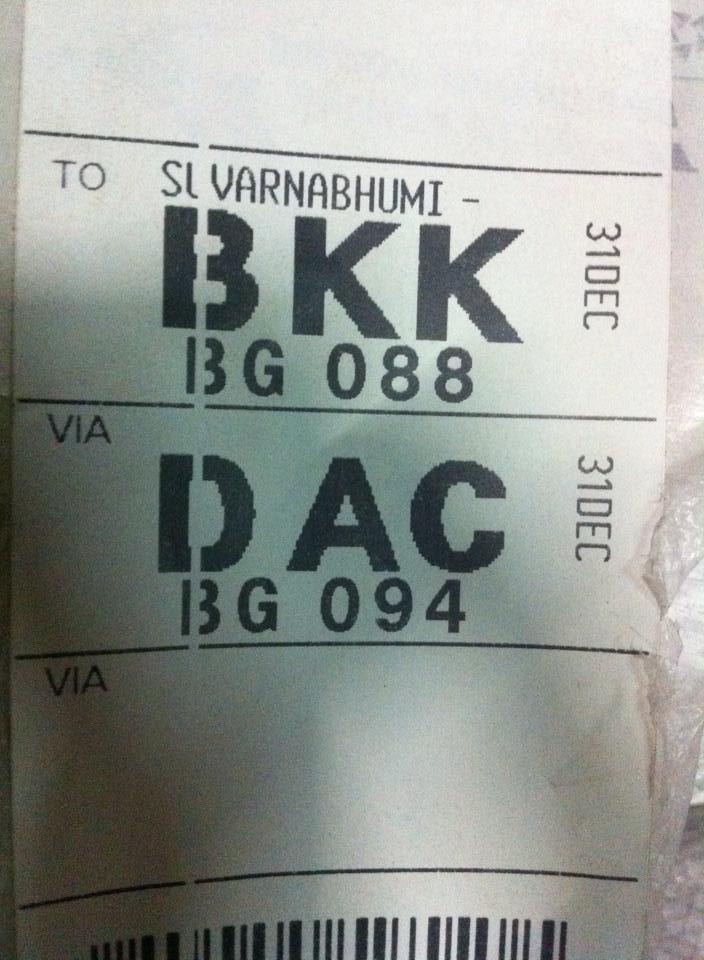 TO SUVARNABHUMI -
BKK
31DEC
BG 088
VIA
DAC
31DEC
BG 094
VIA